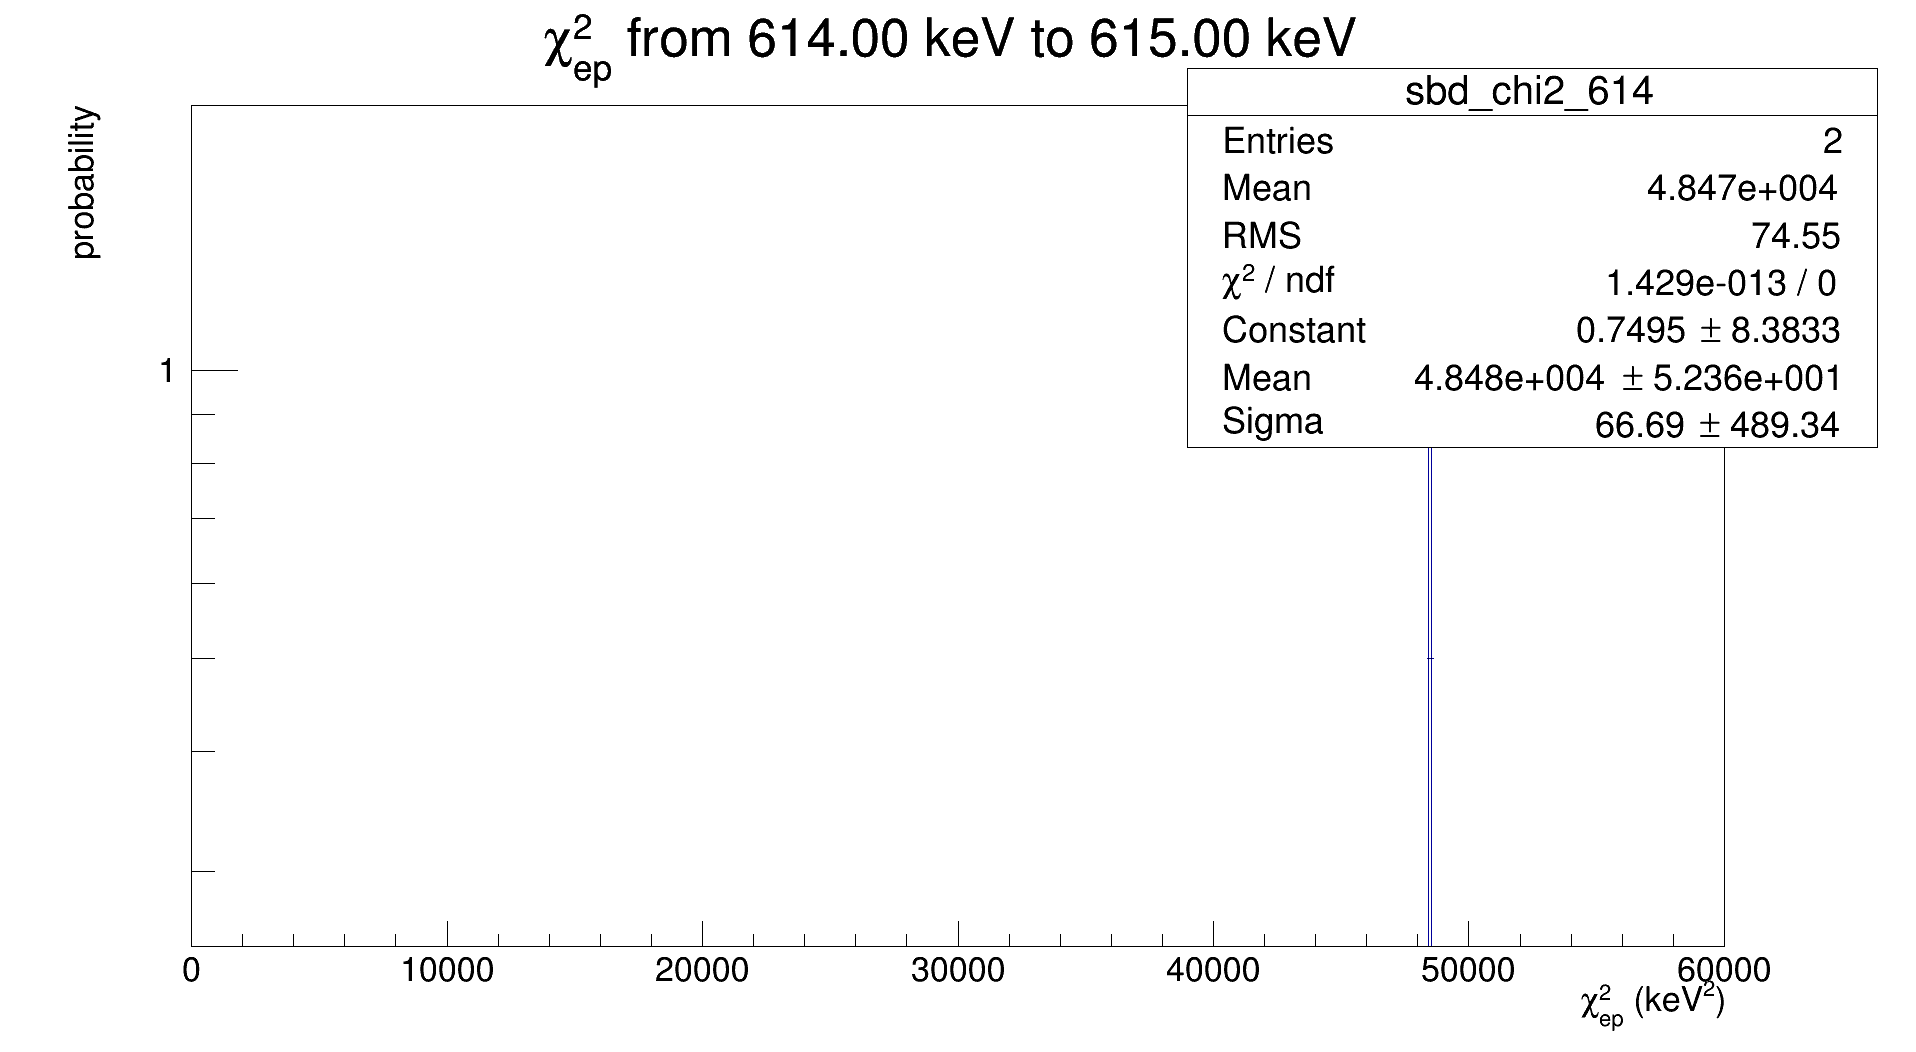 χ²ep from 614.00 keV to 615.00 keV
sbd_chi2_614
Entries 2
Mean 4.847e+004
RMS 74.55
χ² / ndf 1.429e-013 / 0
Constant 0.7495 ± 8.3833
Mean 4.848e+004 ± 5.236e+001
Sigma 66.69 ± 489.34
probability
1
0 10000 20000 30000 40000 50000 60000
χ²ep (keV²)